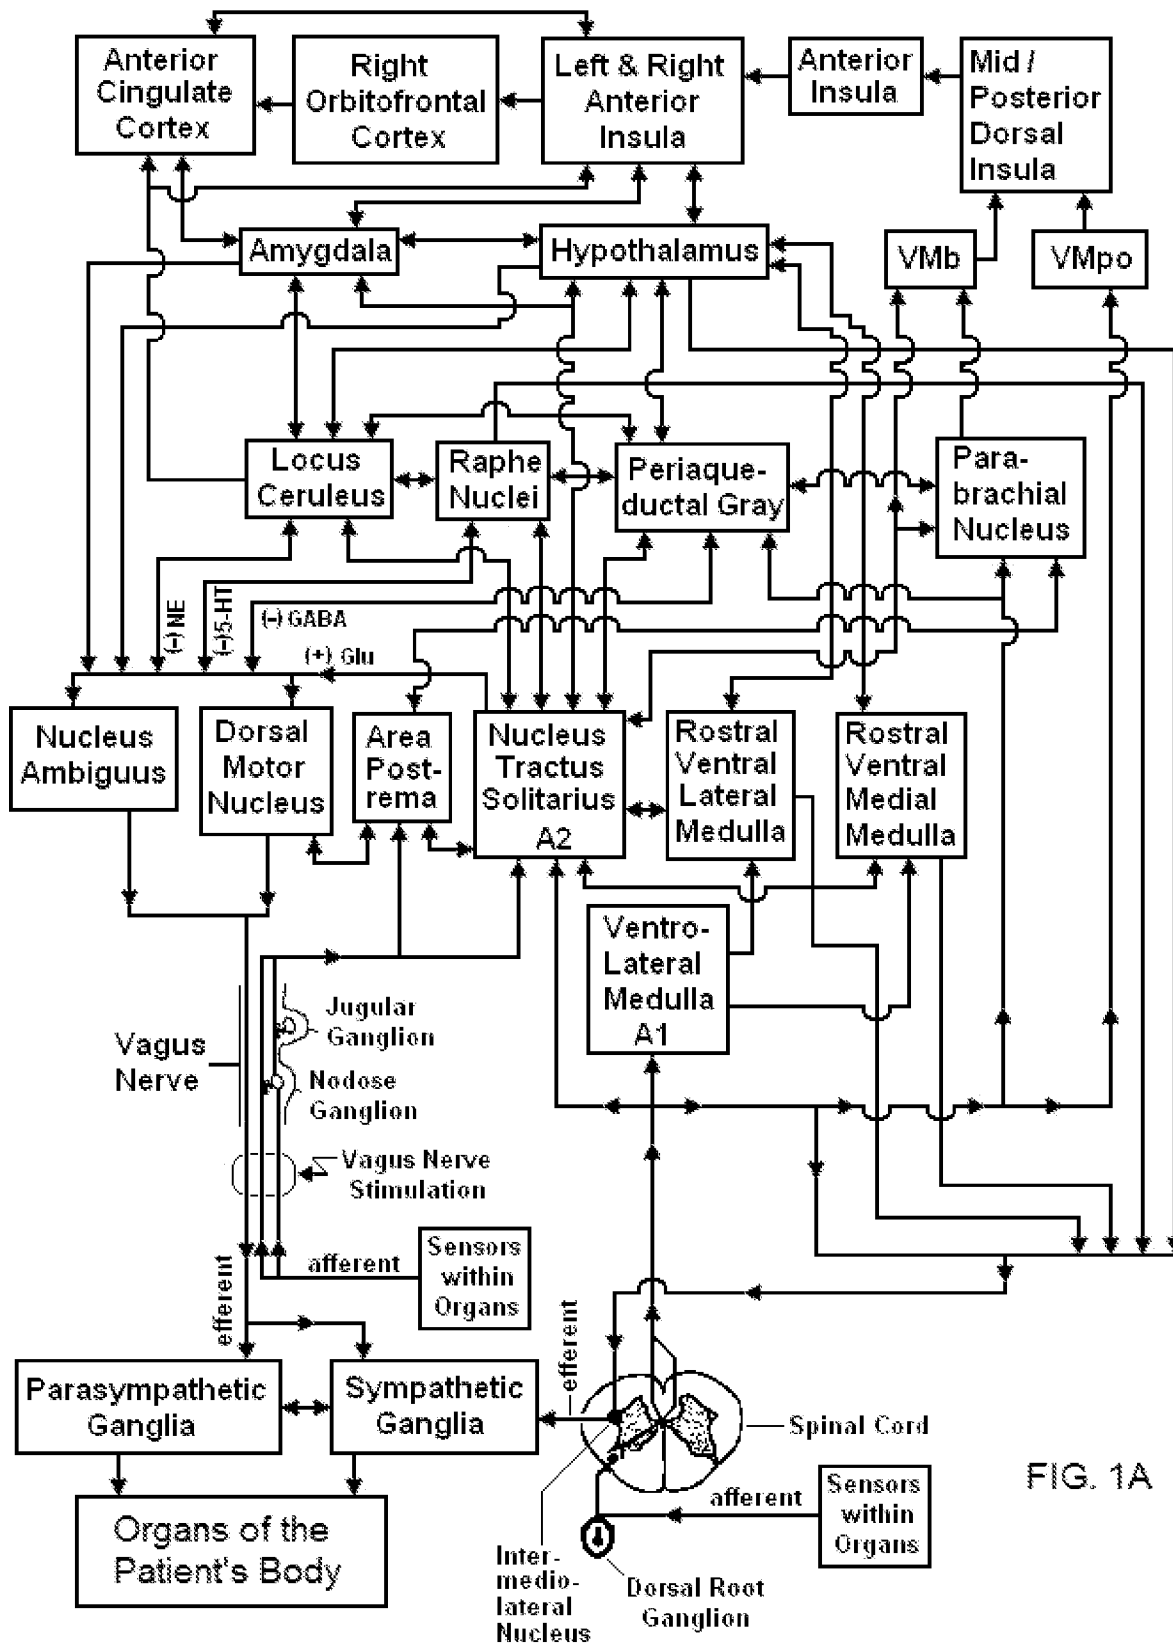 Anterior
Cingulate
Cortex
Right
Orbitofrontal
Cortex
Left & Right
Anterior
Insula
Anterior
Insula
Mid /
Posterior
Dorsal
Insula
Amygdala
Hypothalamus
VMb
VMpo
Locus
Ceruleus
Raphe
Nuclei
Periaque-
ductal Gray
Para-
brachial
Nucleus
(-) NE
(-)5-HT
(-) GABA
(+) Glu
Nucleus
Ambiguus
Dorsal
Motor
Nucleus
Area
Post-
rema
Nucleus
Tractus
Solitarius
A2
Rostral
Ventral
Lateral
Medulla
Rostral
Ventral
Medial
Medulla
Ventro-
Lateral
Medulla
A1
Vagus
Nerve
Jugular
Ganglion
Nodose
Ganglion
Vagus Nerve
Stimulation
afferent
Sensors
within
Organs
efferent
efferent
Parasympathetic
Ganglia
Sympathetic
Ganglia
Spinal Cord
Organs of the
Patient's Body
afferent
Sensors
within
Organs
Inter-
medio-
lateral
Nucleus
Dorsal Root
Ganglion
FIG. 1A